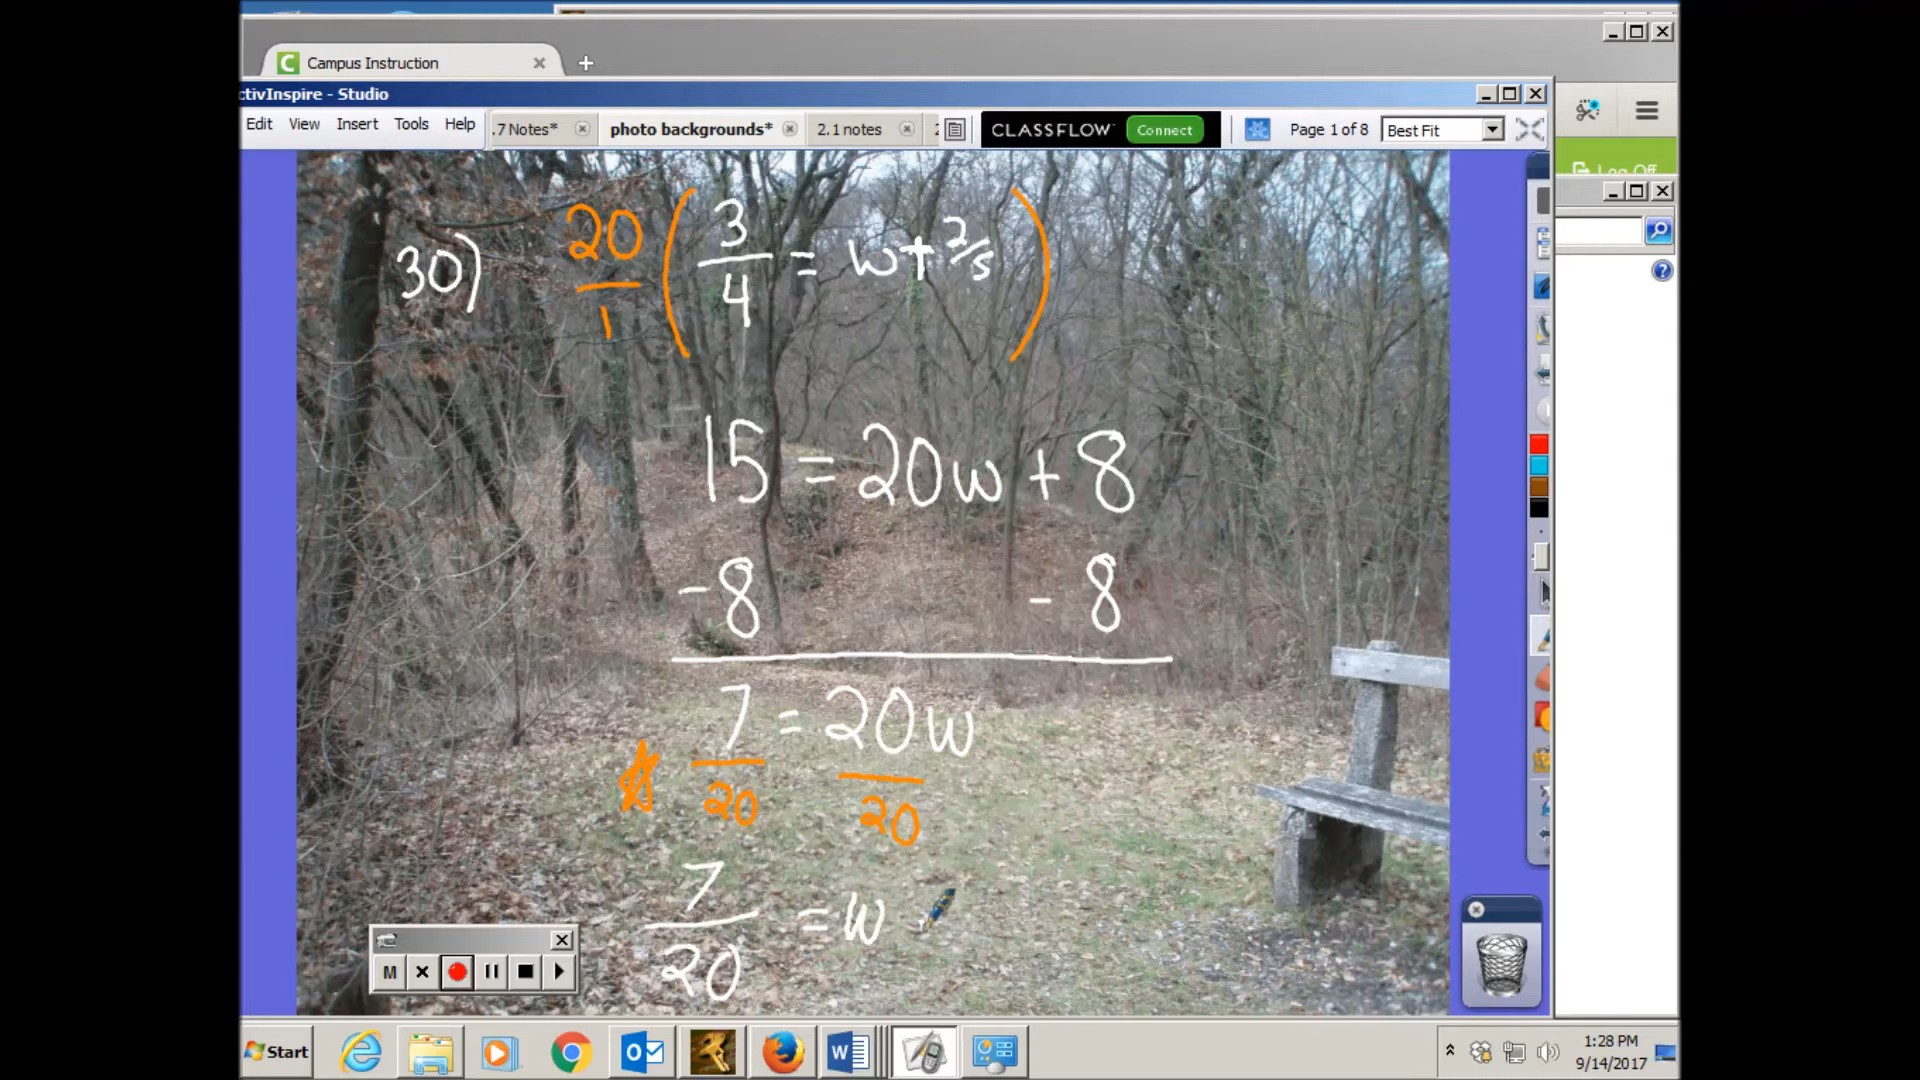 Campus Instruction
ctivInspire - Studio
Edit View Insert Tools Help
.7 Notes* photo backgrounds* 2.1 notes CLASSFLOW Connect Page 1 of 8 Best Fit
Log Off
30) 20/1 ( 3/4 = w + 2/5 )
15 = 20w + 8
-8 - 8
7 = 20w
20 20
7/20 = w
M
Start
1:28 PM
9/14/2017